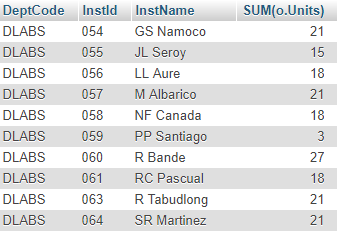 DeptCode InstId InstName SUM(o.Units)
DLABS 054 GS Namoco 21
DLABS 055 JL Seroy 15
DLABS 056 LL Aure 18
DLABS 057 M Albarico 21
DLABS 058 NF Canada 18
DLABS 059 PP Santiago 3
DLABS 060 R Bande 27
DLABS 061 RC Pascual 18
DLABS 063 R Tabudlong 21
DLABS 064 SR Martinez 21